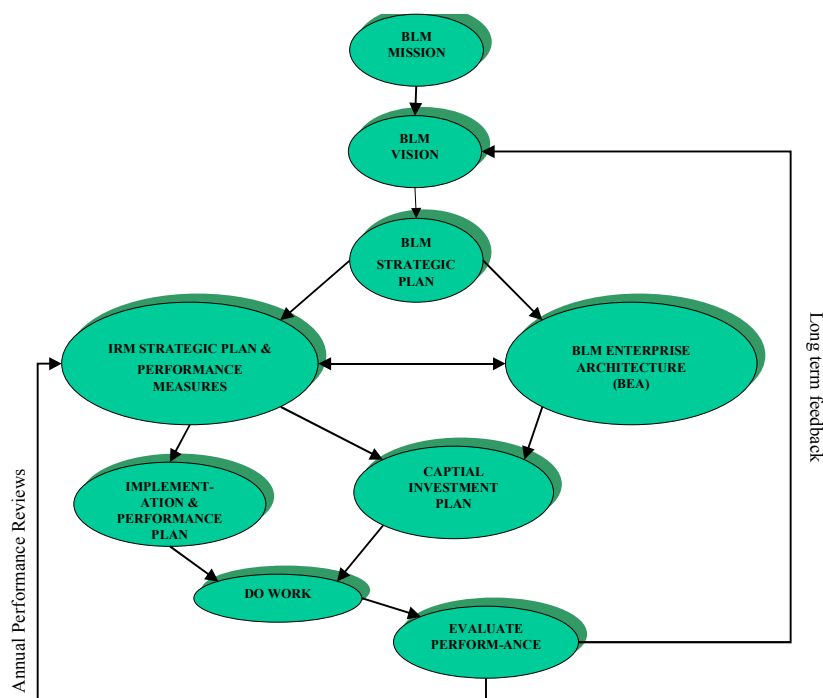 BLM
MISSION
BLM
VISION
BLM
STRATEGIC
PLAN
IRM STRATEGIC PLAN &
PERFORMANCE
MEASURES
BLM ENTERPRISE
ARCHITECTURE
(BEA)
Long term feedback
Annual Performance Reviews
IMPLEMENT-
ATION &
PERFORMANCE
PLAN
CAPTIAL
INVESTMENT
PLAN
DO WORK
EVALUATE
PERFORM-ANCE